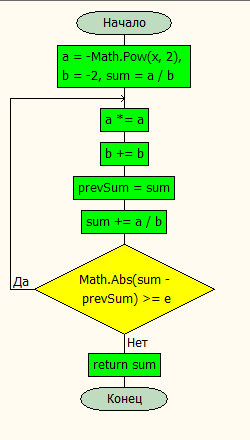 Начало
a = -Math.Pow(x, 2),
b = -2, sum = a / b
a *= a
b += b
prevSum = sum
sum += a / b
Math.Abs(sum -
prevSum) >= e
Да
Нет
return sum
Конец